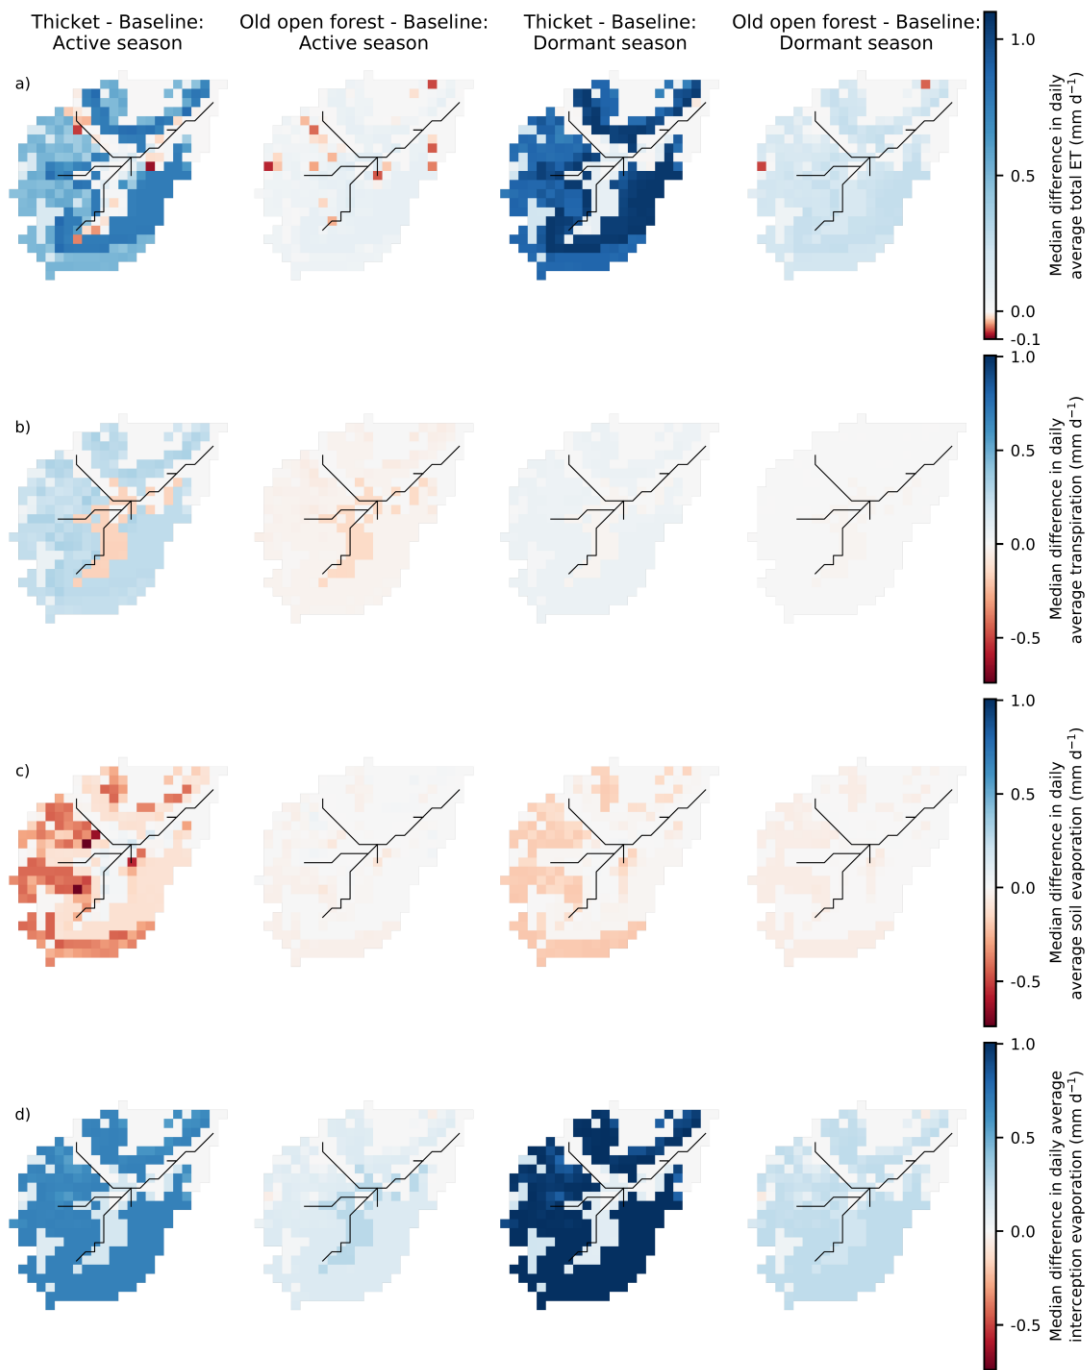 Thicket - Baseline:
Active season
Old open forest - Baseline:
Active season
Thicket - Baseline:
Dormant season
Old open forest - Baseline:
Dormant season
a)
1.0
0.5
0.0
-0.1
Median difference in daily
average total ET (mm d⁻¹)
b)
1.0
0.5
0.0
-0.5
Median difference in daily
average transpiration (mm d⁻¹)
c)
1.0
0.5
0.0
-0.5
Median difference in daily
average soil evaporation (mm d⁻¹)
d)
1.0
0.5
0.0
-0.5
Median difference in daily average
interception evaporation (mm d⁻¹)